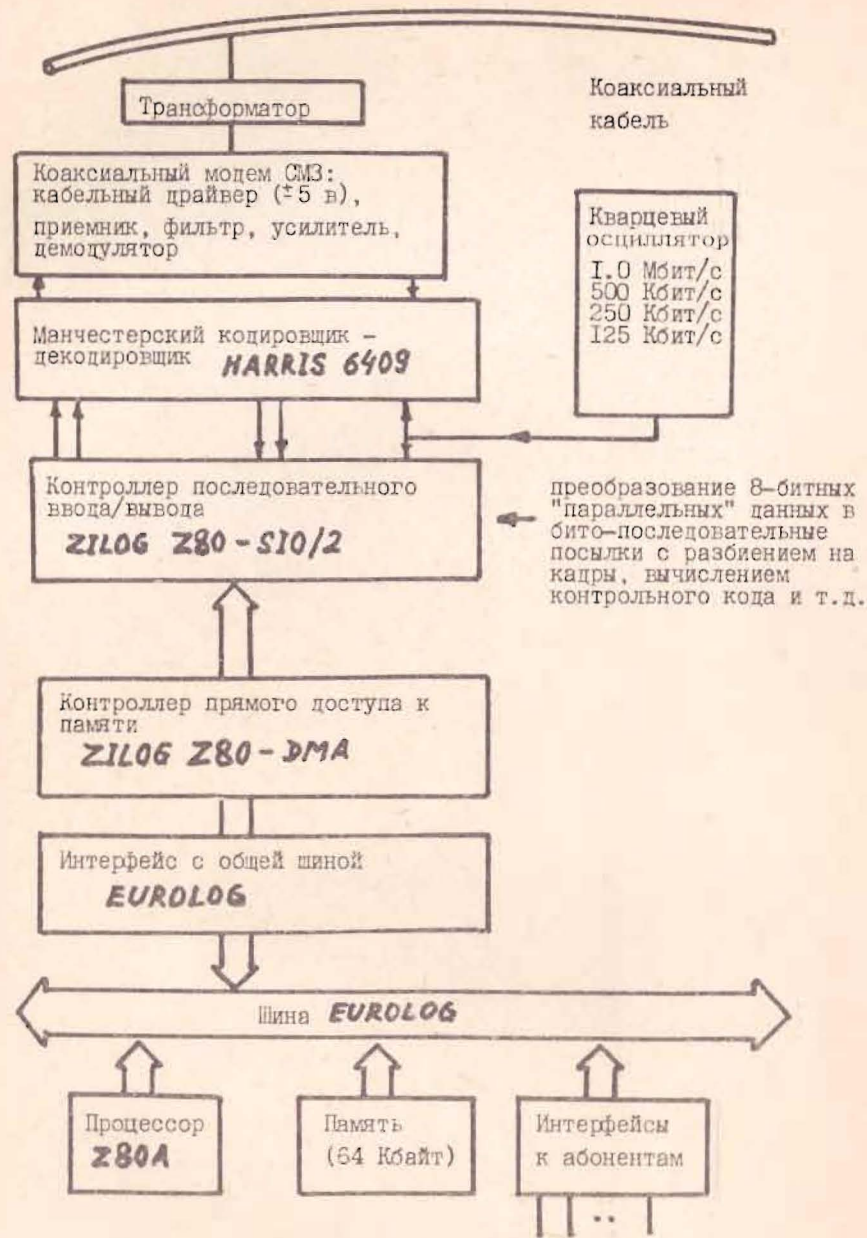 Коаксиальный
кабель
Трансформатор
Коаксиальный модем СМЗ:
кабельный драйвер (±5 в),
приемник, фильтр, усилитель,
демодулятор
Кварцевый
осциллятор
I.0 Мбит/с
500 Кбит/с
250 Кбит/с
I25 Кбит/с
Манчестерский кодировщик -
декодировщик HARRIS 6409
Контроллер последовательного
ввода/вывода
ZILOG Z80-SIO/2
преобразование 8-битных
"параллельных" данных в
бито-последовательные
посылки с разбиением на
кадры, вычислением
контрольного кода и т.д.
Контроллер прямого доступа к
памяти
ZILOG Z80-DMA
Интерфейс с общей шиной
EUROLOG
Шина EUROLOG
Процессор
Z80A
Память
(64 Кбайт)
Интерфейсы
к абонентам
..